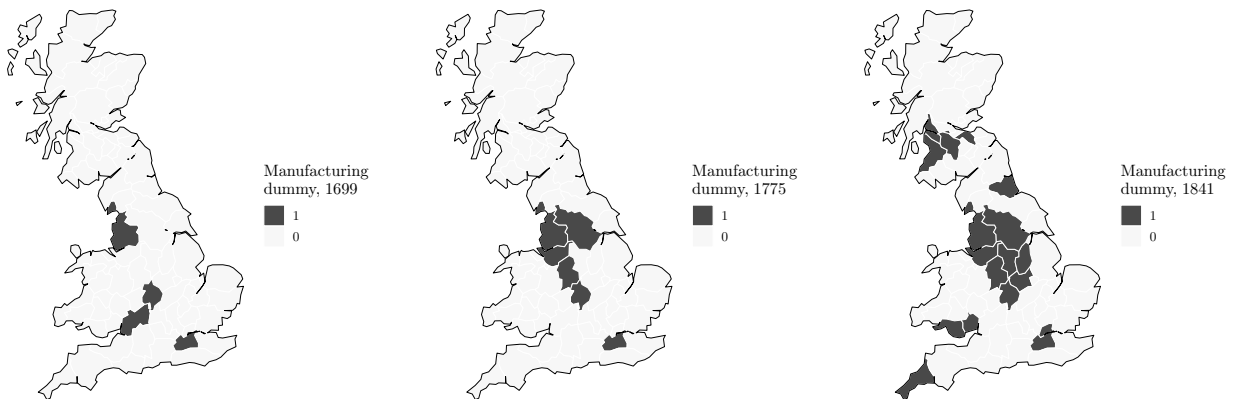 Manufacturing
dummy, 1699
1
0
Manufacturing
dummy, 1775
1
0
Manufacturing
dummy, 1841
1
0